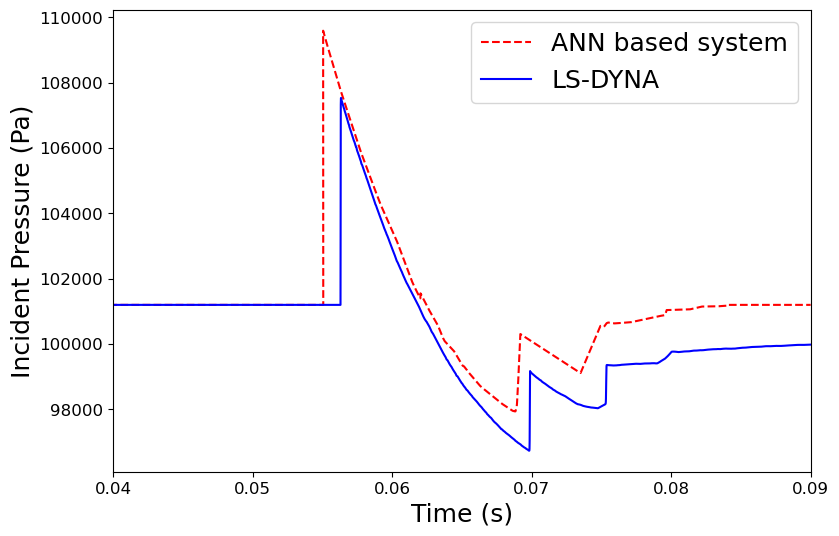 110000
108000
106000
104000
102000
100000
98000
Incident Pressure (Pa)
ANN based system
LS-DYNA
0.04 0.05 0.06 0.07 0.08 0.09
Time (s)